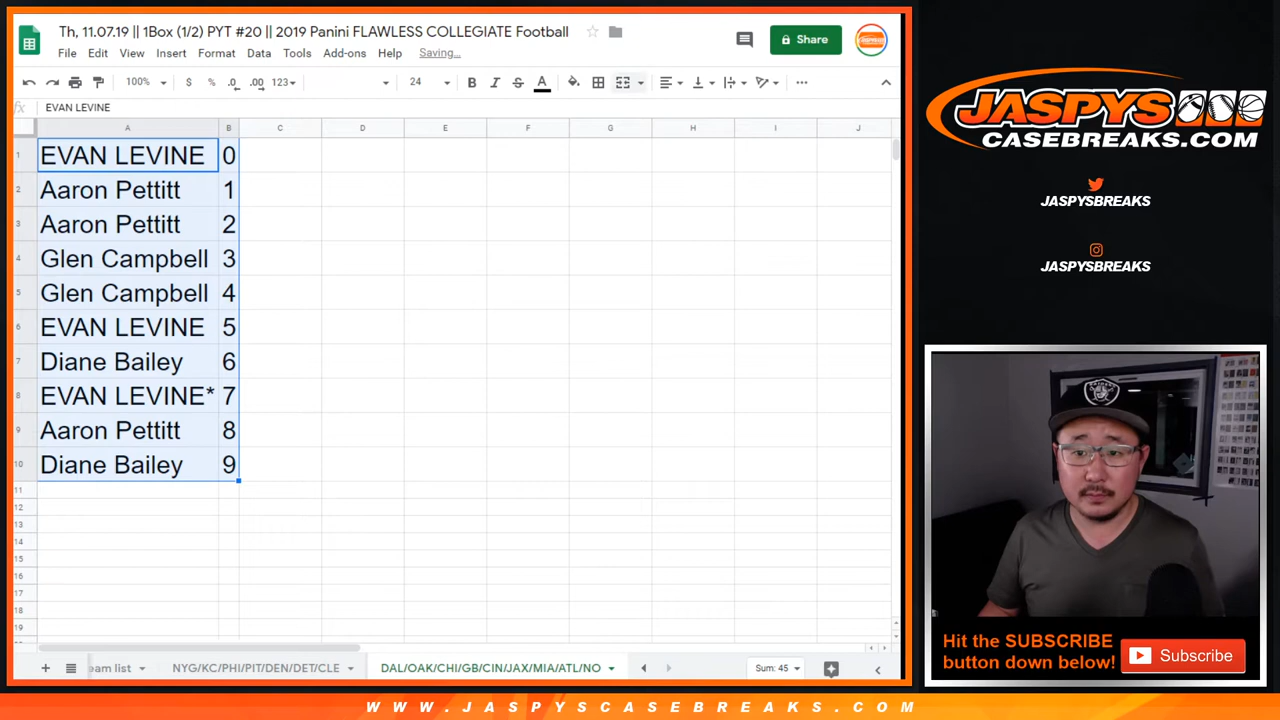 Th, 11.07.19 || 1Box (1/2) PYT #20 || 2019 Panini FLAWLESS COLLEGIATE Football
File Edit View Insert Format Data Tools Add-ons Help Saving...
Share
100% $ % .0 .00 123 24 B I S A
fx EVAN LEVINE
A B C D E F G H I J
1 EVAN LEVINE 0
2 Aaron Pettitt 1
3 Aaron Pettitt 2
4 Glen Campbell 3
5 Glen Campbell 4
6 EVAN LEVINE 5
7 Diane Bailey 6
8 EVAN LEVINE* 7
9 Aaron Pettitt 8
10 Diane Bailey 9
11
12
13
14
15
16
17
18
19
eam list NYG/KC/PHI/PIT/DEN/DET/CLE DAL/OAK/CHI/GB/CIN/JAX/MIA/ATL/NO Sum: 45
JASPYS
CASEBREAKS.COM
JASPYSBREAKS
JASPYSBREAKS
RAIDERS
Hit the SUBSCRIBE
button down below!
Subscribe
WWW.JASPYSCASEBREAKS.COM